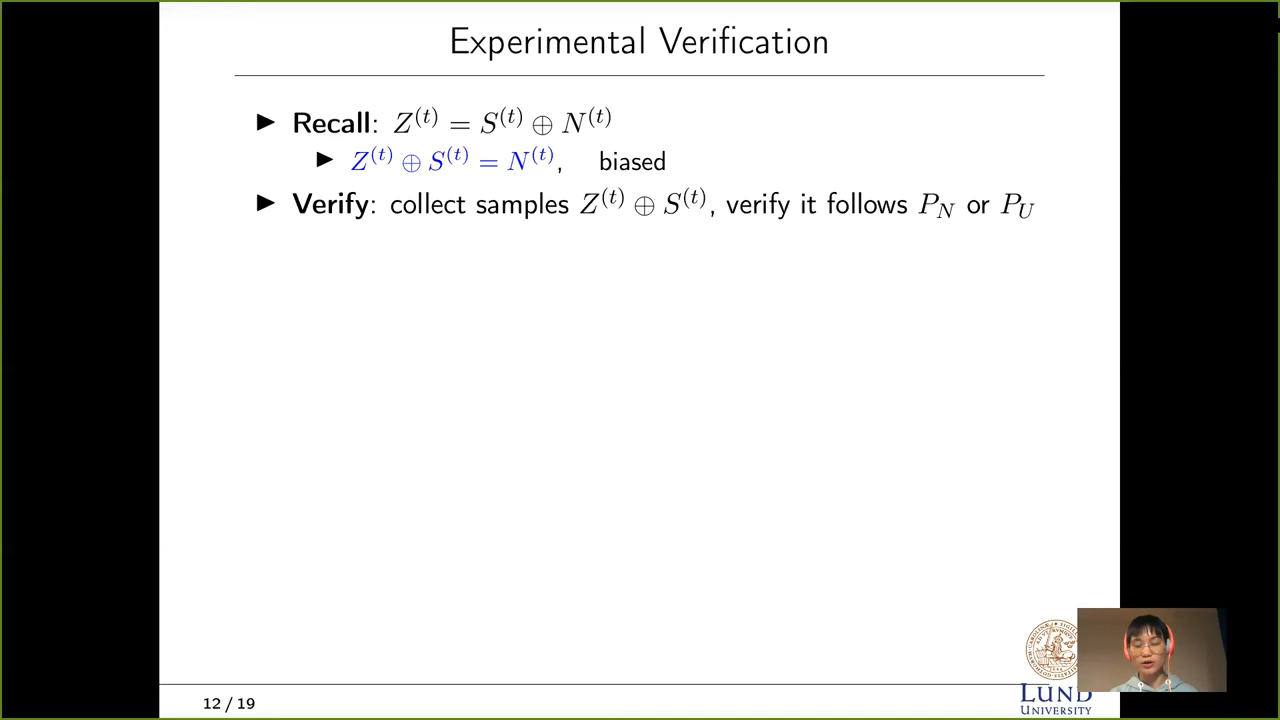 Experimental Verification
▶ Recall: Z^(t) = S^(t) ⊕ N^(t)
▶ Z^(t) ⊕ S^(t) = N^(t), biased
▶ Verify: collect samples Z^(t) ⊕ S^(t), verify it follows P_N or P_U
LUND
UNIVERSITY
12 / 19